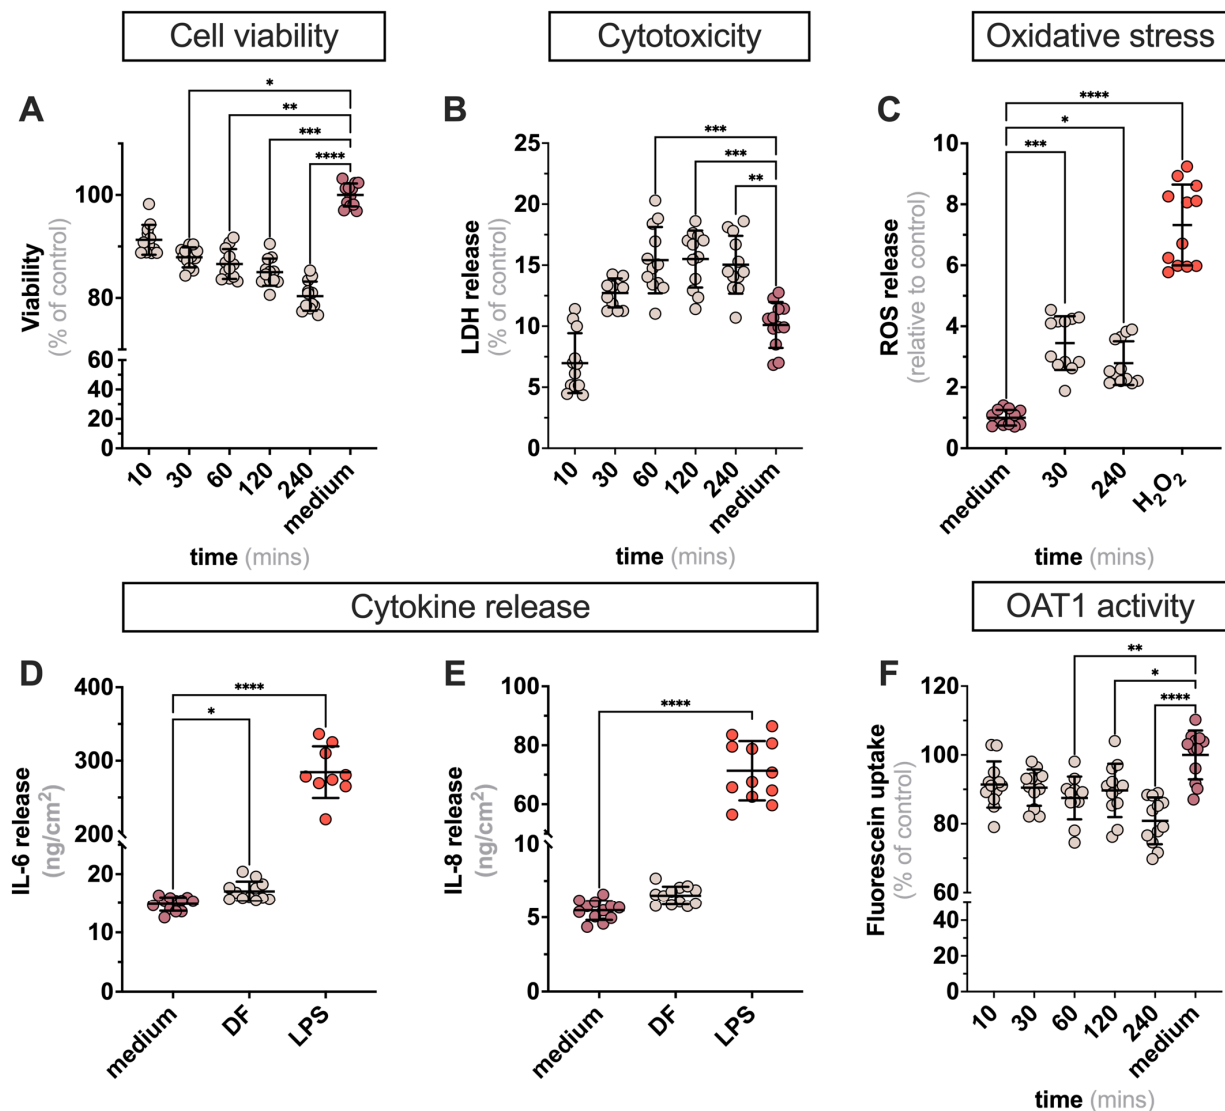 Cell viability
Cytotoxicity
Oxidative stress
A
Viability
(% of control)
100
80
60
40
20
0
*
**
***
****
10
30
60
120
240
medium
time (mins)
B
LDH release
(% of control)
25
20
15
10
5
0
***
***
**
10
30
60
120
240
medium
time (mins)
C
ROS release
(relative to control)
10
8
6
4
2
0
****
*
***
medium
30
240
H₂O₂
time (mins)
Cytokine release
OAT1 activity
D
IL-6 release
(ng/cm²)
400
300
200
20
10
0
****
*
medium
DF
LPS
E
IL-8 release
(ng/cm²)
100
80
60
10
5
0
****
medium
DF
LPS
F
Fluorescein uptake
(% of control)
120
100
80
60
60
40
20
0
**
*
****
10
30
60
120
240
medium
time (mins)